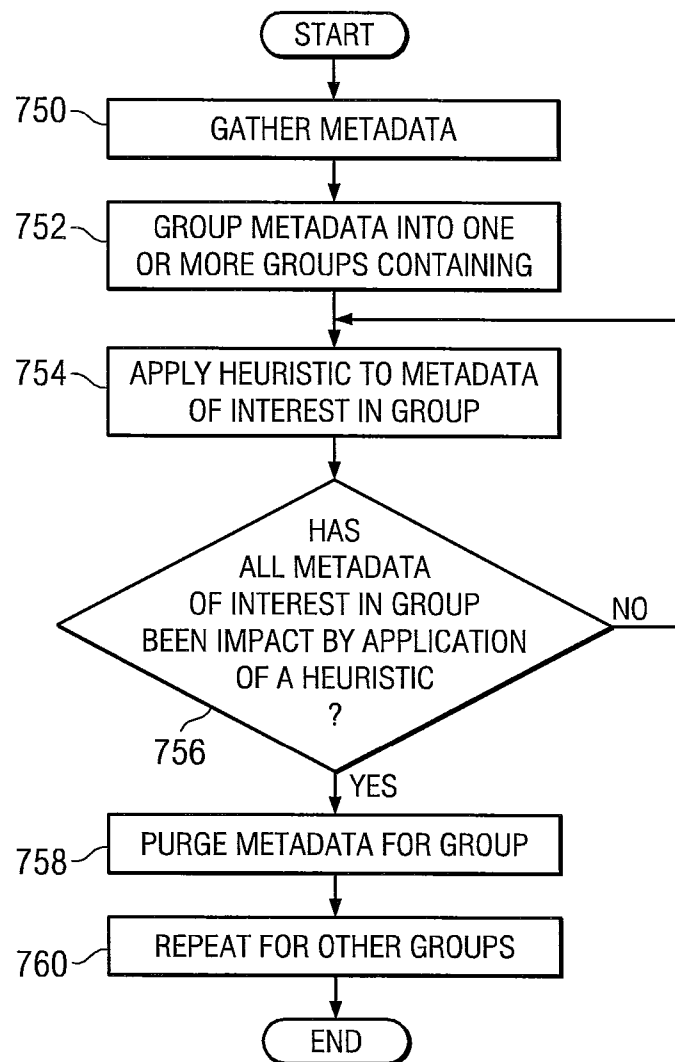 START
750
GATHER METADATA
752
GROUP METADATA INTO ONE
OR MORE GROUPS CONTAINING
754
APPLY HEURISTIC TO METADATA
OF INTEREST IN GROUP
HAS
ALL METADATA
OF INTEREST IN GROUP
BEEN IMPACT BY APPLICATION
OF A HEURISTIC
?
NO
756
YES
758
PURGE METADATA FOR GROUP
760
REPEAT FOR OTHER GROUPS
END